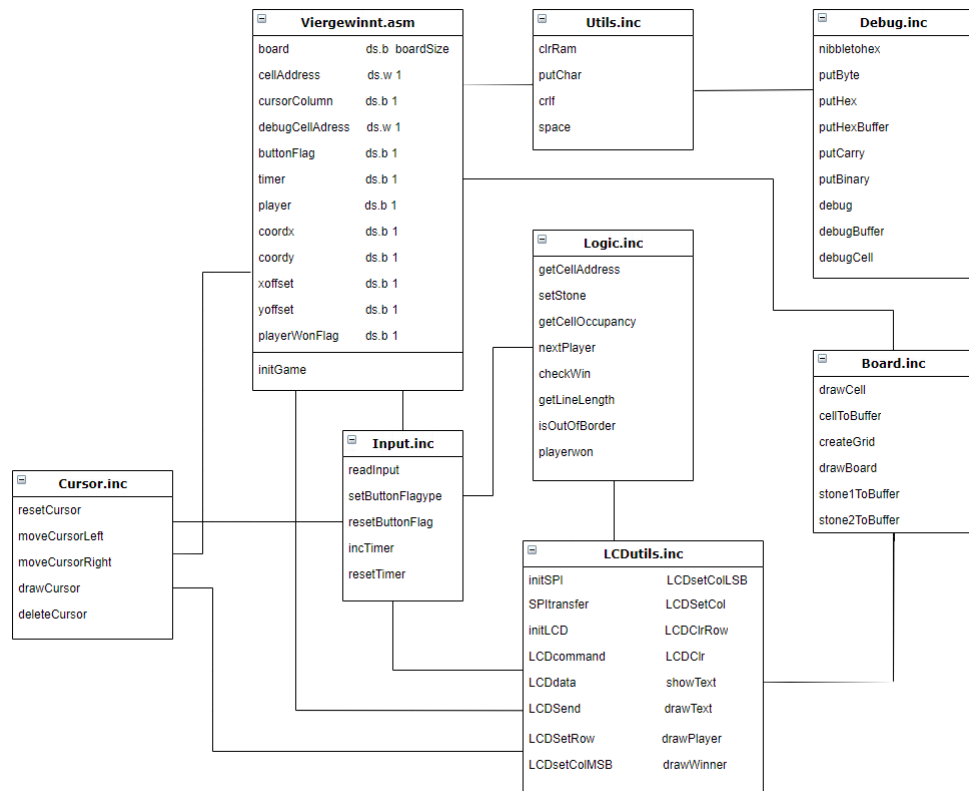 Viergewinnt.asm
board ds.b boardSize
cellAddress ds.w 1
cursorColumn ds.b 1
debugCellAdress ds.w 1
buttonFlag ds.b 1
timer ds.b 1
player ds.b 1
coordx ds.b 1
coordy ds.b 1
xoffset ds.b 1
yoffset ds.b 1
playerWonFlag ds.b 1
initGame
Utils.inc
clrRam
putChar
crlf
space
Debug.inc
nibbletohex
putByte
putHex
putHexBuffer
putCarry
putBinary
debug
debugBuffer
debugCell
Logic.inc
getCellAddress
setStone
getCellOccupancy
nextPlayer
checkWin
getLineLength
isOutOfBorder
playerwon
Board.inc
drawCell
cellToBuffer
createGrid
drawBoard
stone1ToBuffer
stone2ToBuffer
Input.inc
readInput
setButtonFlagype
resetButtonFlag
incTimer
resetTimer
Cursor.inc
resetCursor
moveCursorLeft
moveCursorRight
drawCursor
deleteCursor
LCDutils.inc
initSPI LCDsetColLSB
SPItransfer LCDSetCol
initLCD LCDClrRow
LCDcommand LCDClr
LCDdata showText
LCDSend drawText
LCDSetRow drawPlayer
LCDsetColMSB drawWinner